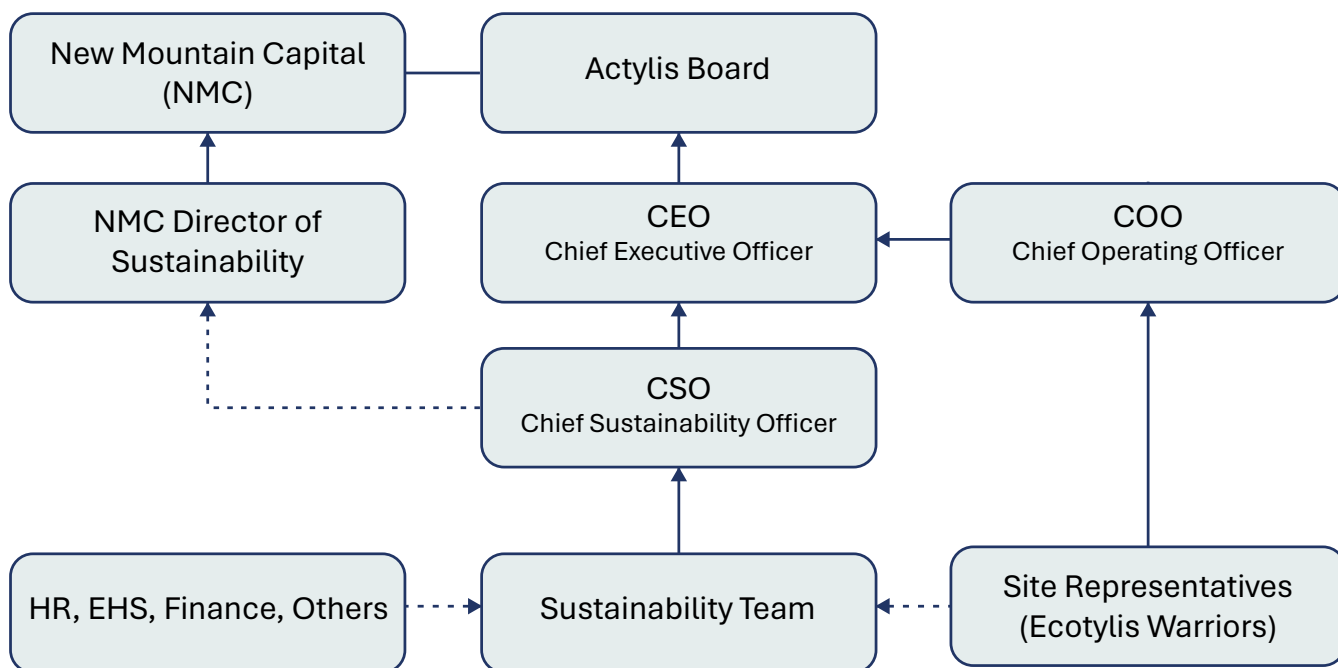 New Mountain Capital
(NMC)
Actylis Board
NMC Director of
Sustainability
CEO
Chief Executive Officer
COO
Chief Operating Officer
CSO
Chief Sustainability Officer
HR, EHS, Finance, Others
Sustainability Team
Site Representatives
(Ecotylis Warriors)